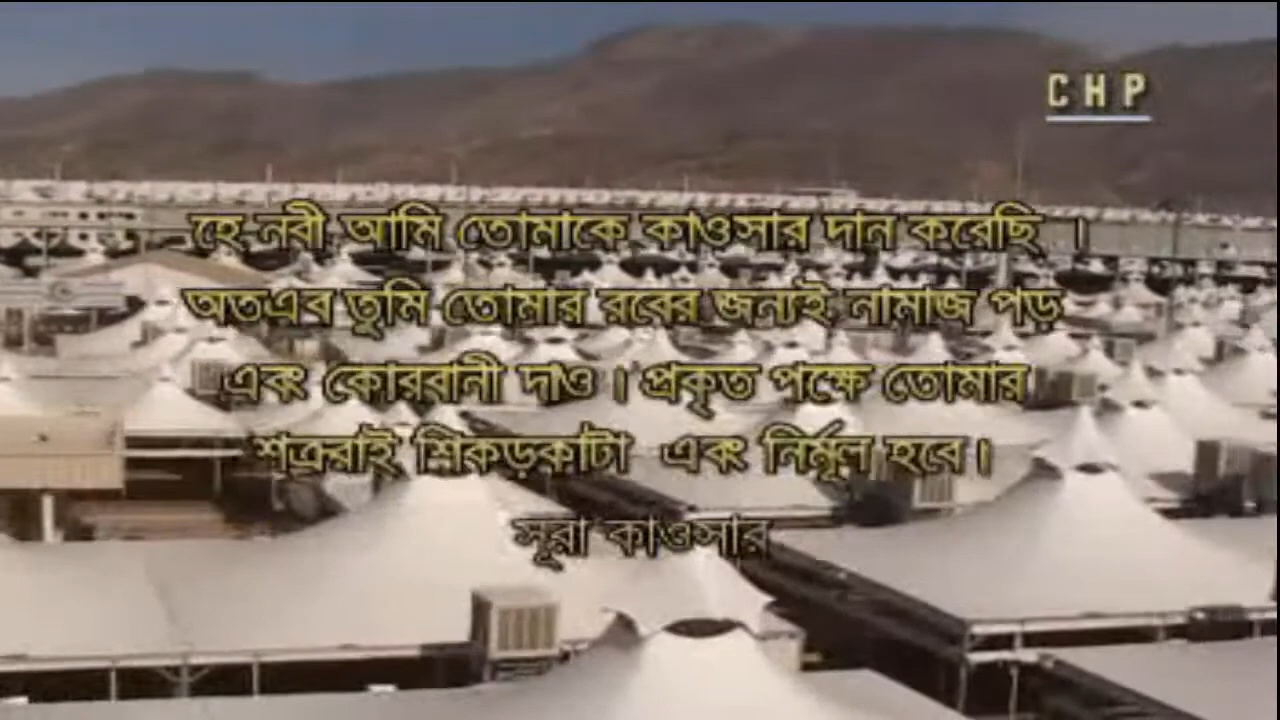 CHP
হে নবী আমি তোমাকে কাওসার দান করেছি ।
অতএব তুমি তোমার রবের জন্যই নামাজ পড়
এবং কোরবানী দাও । প্রকৃত পক্ষে তোমার
শত্রুরাই শিকড়কাটা এবং নির্মূল হবে ।
সূরা কাওসার